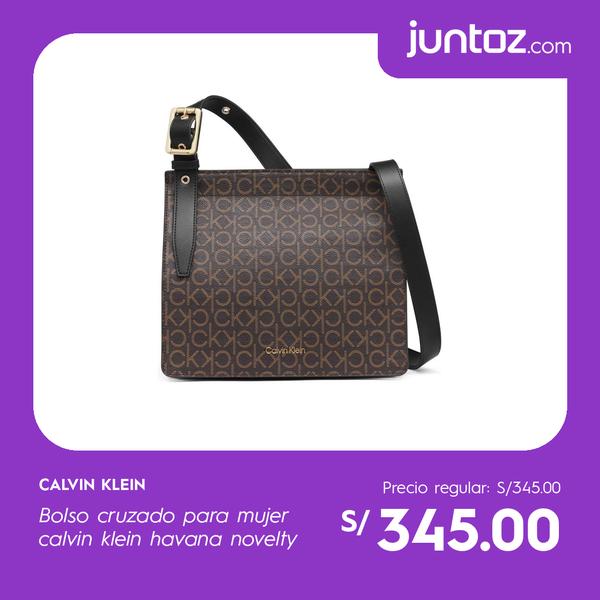 juntoz.com
Calvin Klein
CALVIN KLEIN
Bolso cruzado para mujer
calvin klein havana novelty
Precio regular: S/345.00
S/ 345.00